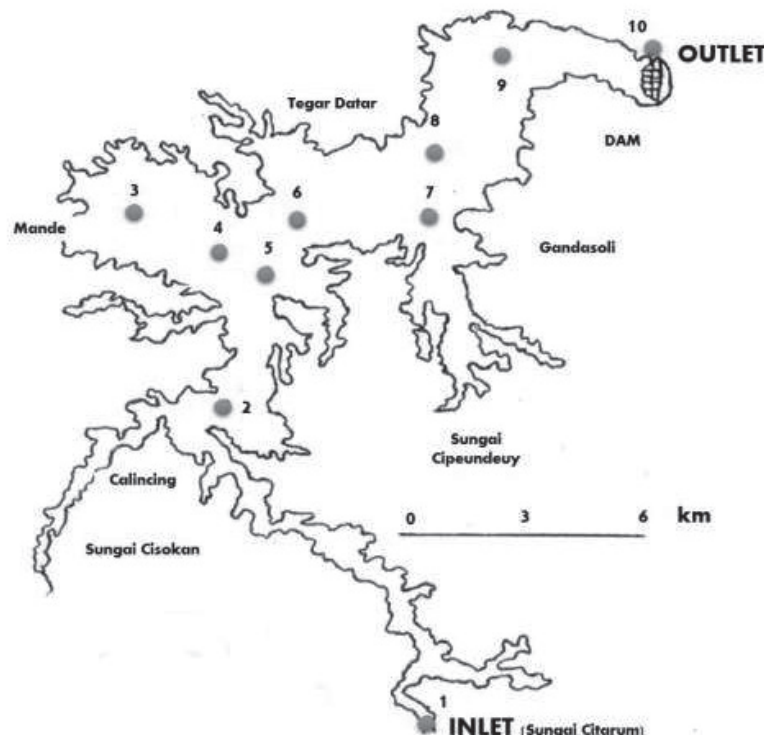 10
OUTLET
9
Tegar Datar
8
DAM
3
6
7
Mande
4
5
Gandasoli
2
Sungai
Cipeundeuy
Calincing
0 3 6 km
Sungai Cisokan
1
INLET (Sungai Citarum)